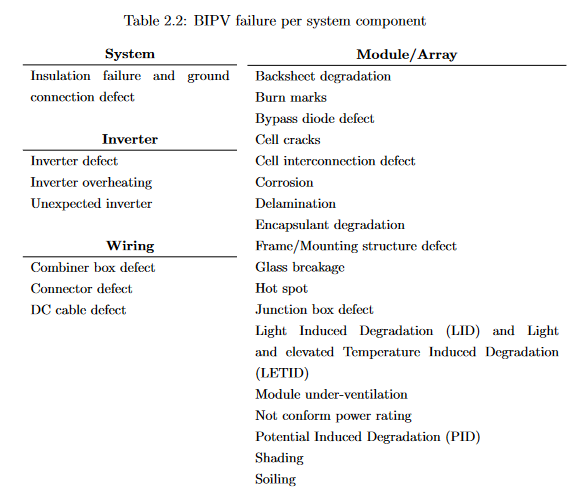 Table 2.2: BIPV failure per system component
System
Insulation failure and ground
connection defect
Inverter
Inverter defect
Inverter overheating
Unexpected inverter
Wiring
Combiner box defect
Connector defect
DC cable defect
Module/Array
Backsheet degradation
Burn marks
Bypass diode defect
Cell cracks
Cell interconnection defect
Corrosion
Delamination
Encapsulant degradation
Frame/Mounting structure defect
Glass breakage
Hot spot
Junction box defect
Light Induced Degradation (LID) and Light
and elevated Temperature Induced Degradation
(LETID)
Module under-ventilation
Not conform power rating
Potential Induced Degradation (PID)
Shading
Soiling